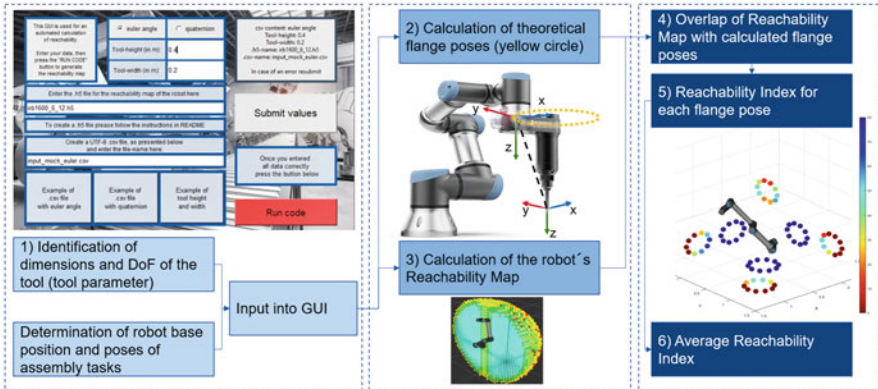 This GUI is used for an
automated calculation
of reachability.
Enter your data, then
press the "RUN CODE"
button to generate
the reachability map
euler angle
quaternion
Tool-height (in m)
0.4
Tool-width (in m)
0.2
Enter the .h5 file for the reachability map of the robot here
irb1600_6_12.h5
To create a .h5 file please follow the instructions in README
Create a UTF-8 .csv file, as presented below
and enter the file-name here:
input_mock_euler.csv
Example of
.csv file
with euler angle
Example of
.csv file
with quaternion
Example of
tool height
and width
csv content: euler angle
Tool-height: 0.4
Tool-width: 0.2
.h5-name: irb1600_6_12.h5
.csv-name: input_mock_euler.csv
In case of an error resubmit
Submit values
Once you entered
all data correctly
press the button below
Run code
1) Identification of
dimensions and DoF of the
tool (tool parameter)
Determination of robot base
position and poses of
assembly tasks
Input into GUI
2) Calculation of theoretical
flange poses (yellow circle)
x
y
z
y
x
z
3) Calculation of the robot´s
Reachability Map
4) Overlap of Reachability
Map with calculated flange
poses
5) Reachability Index for
each flange pose
6) Average Reachability
Index